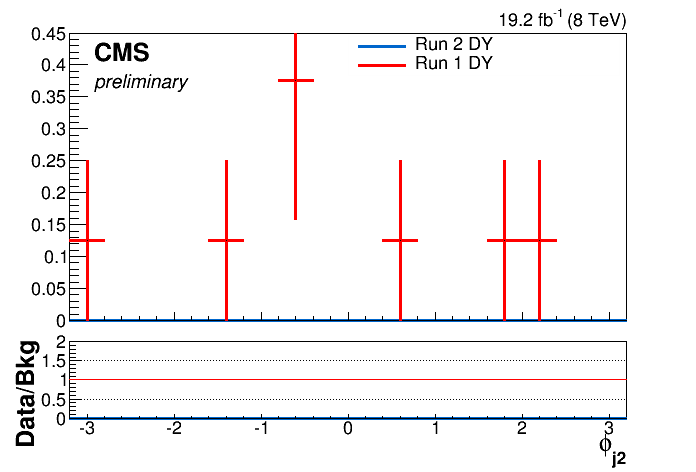 19.2 fb⁻¹ (8 TeV)
CMS
preliminary
Run 2 DY
Run 1 DY
0.45
0.4
0.35
0.3
0.25
0.2
0.15
0.1
0.05
0
Data/Bkg
2
1.5
1
0.5
0
-3 -2 -1 0 1 2 3
ϕj2